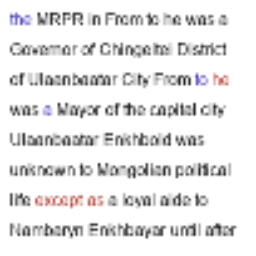 the MRPR in From to he was a
Governor of Chingeltei District
of Ulaanbaatar City From to he
was a Mayor of the capital city
Ulaanbaatar Enkhbold was
unknown to Mongolian political
life except as a loyal aide to
Nambaryn Enkhbayar until after